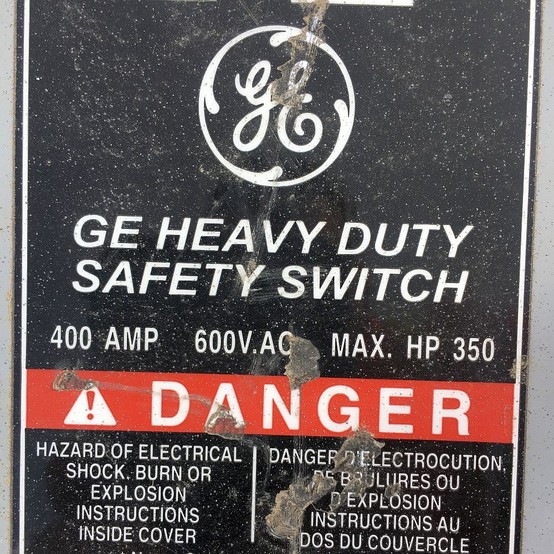 GE
GE HEAVY DUTY
SAFETY SWITCH
400 AMP 600V.AC MAX. HP 350
DANGER
HAZARD OF ELECTRICAL
SHOCK, BURN OR
EXPLOSION
INSTRUCTIONS
INSIDE COVER
DANGER D'ELECTROCUTION,
DE BRULURES OU
D'EXPLOSION
INSTRUCTIONS AU
DOS DU COUVERCLE